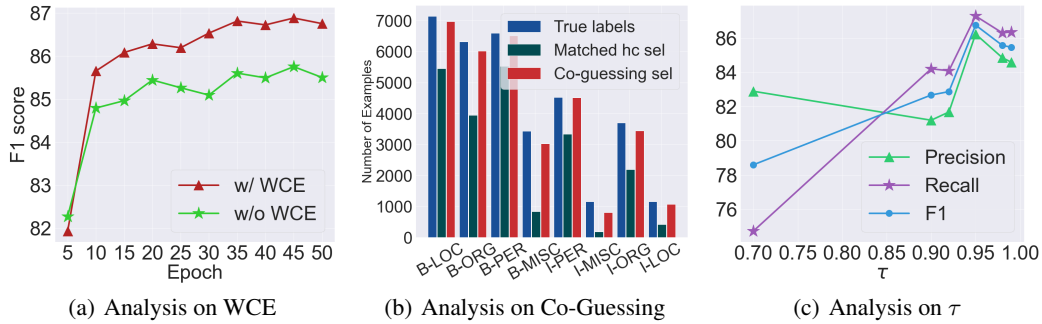 87
86
85
84
83
82
F1 score
5 10 15 20 25 30 35 40 45 50
Epoch
w/ WCE
w/o WCE
(a) Analysis on WCE
7000
6000
5000
4000
3000
2000
1000
0
Number of Examples
True labels
Matched hc sel
Co-guessing sel
B-LOC
B-ORG
B-PER
B-MISC
I-PER
I-MISC
I-ORG
I-LOC
(b) Analysis on Co-Guessing
86
84
82
80
78
76
Precision
Recall
F1
0.70 0.75 0.80 0.85 0.90 0.95 1.00
τ
(c) Analysis on τ